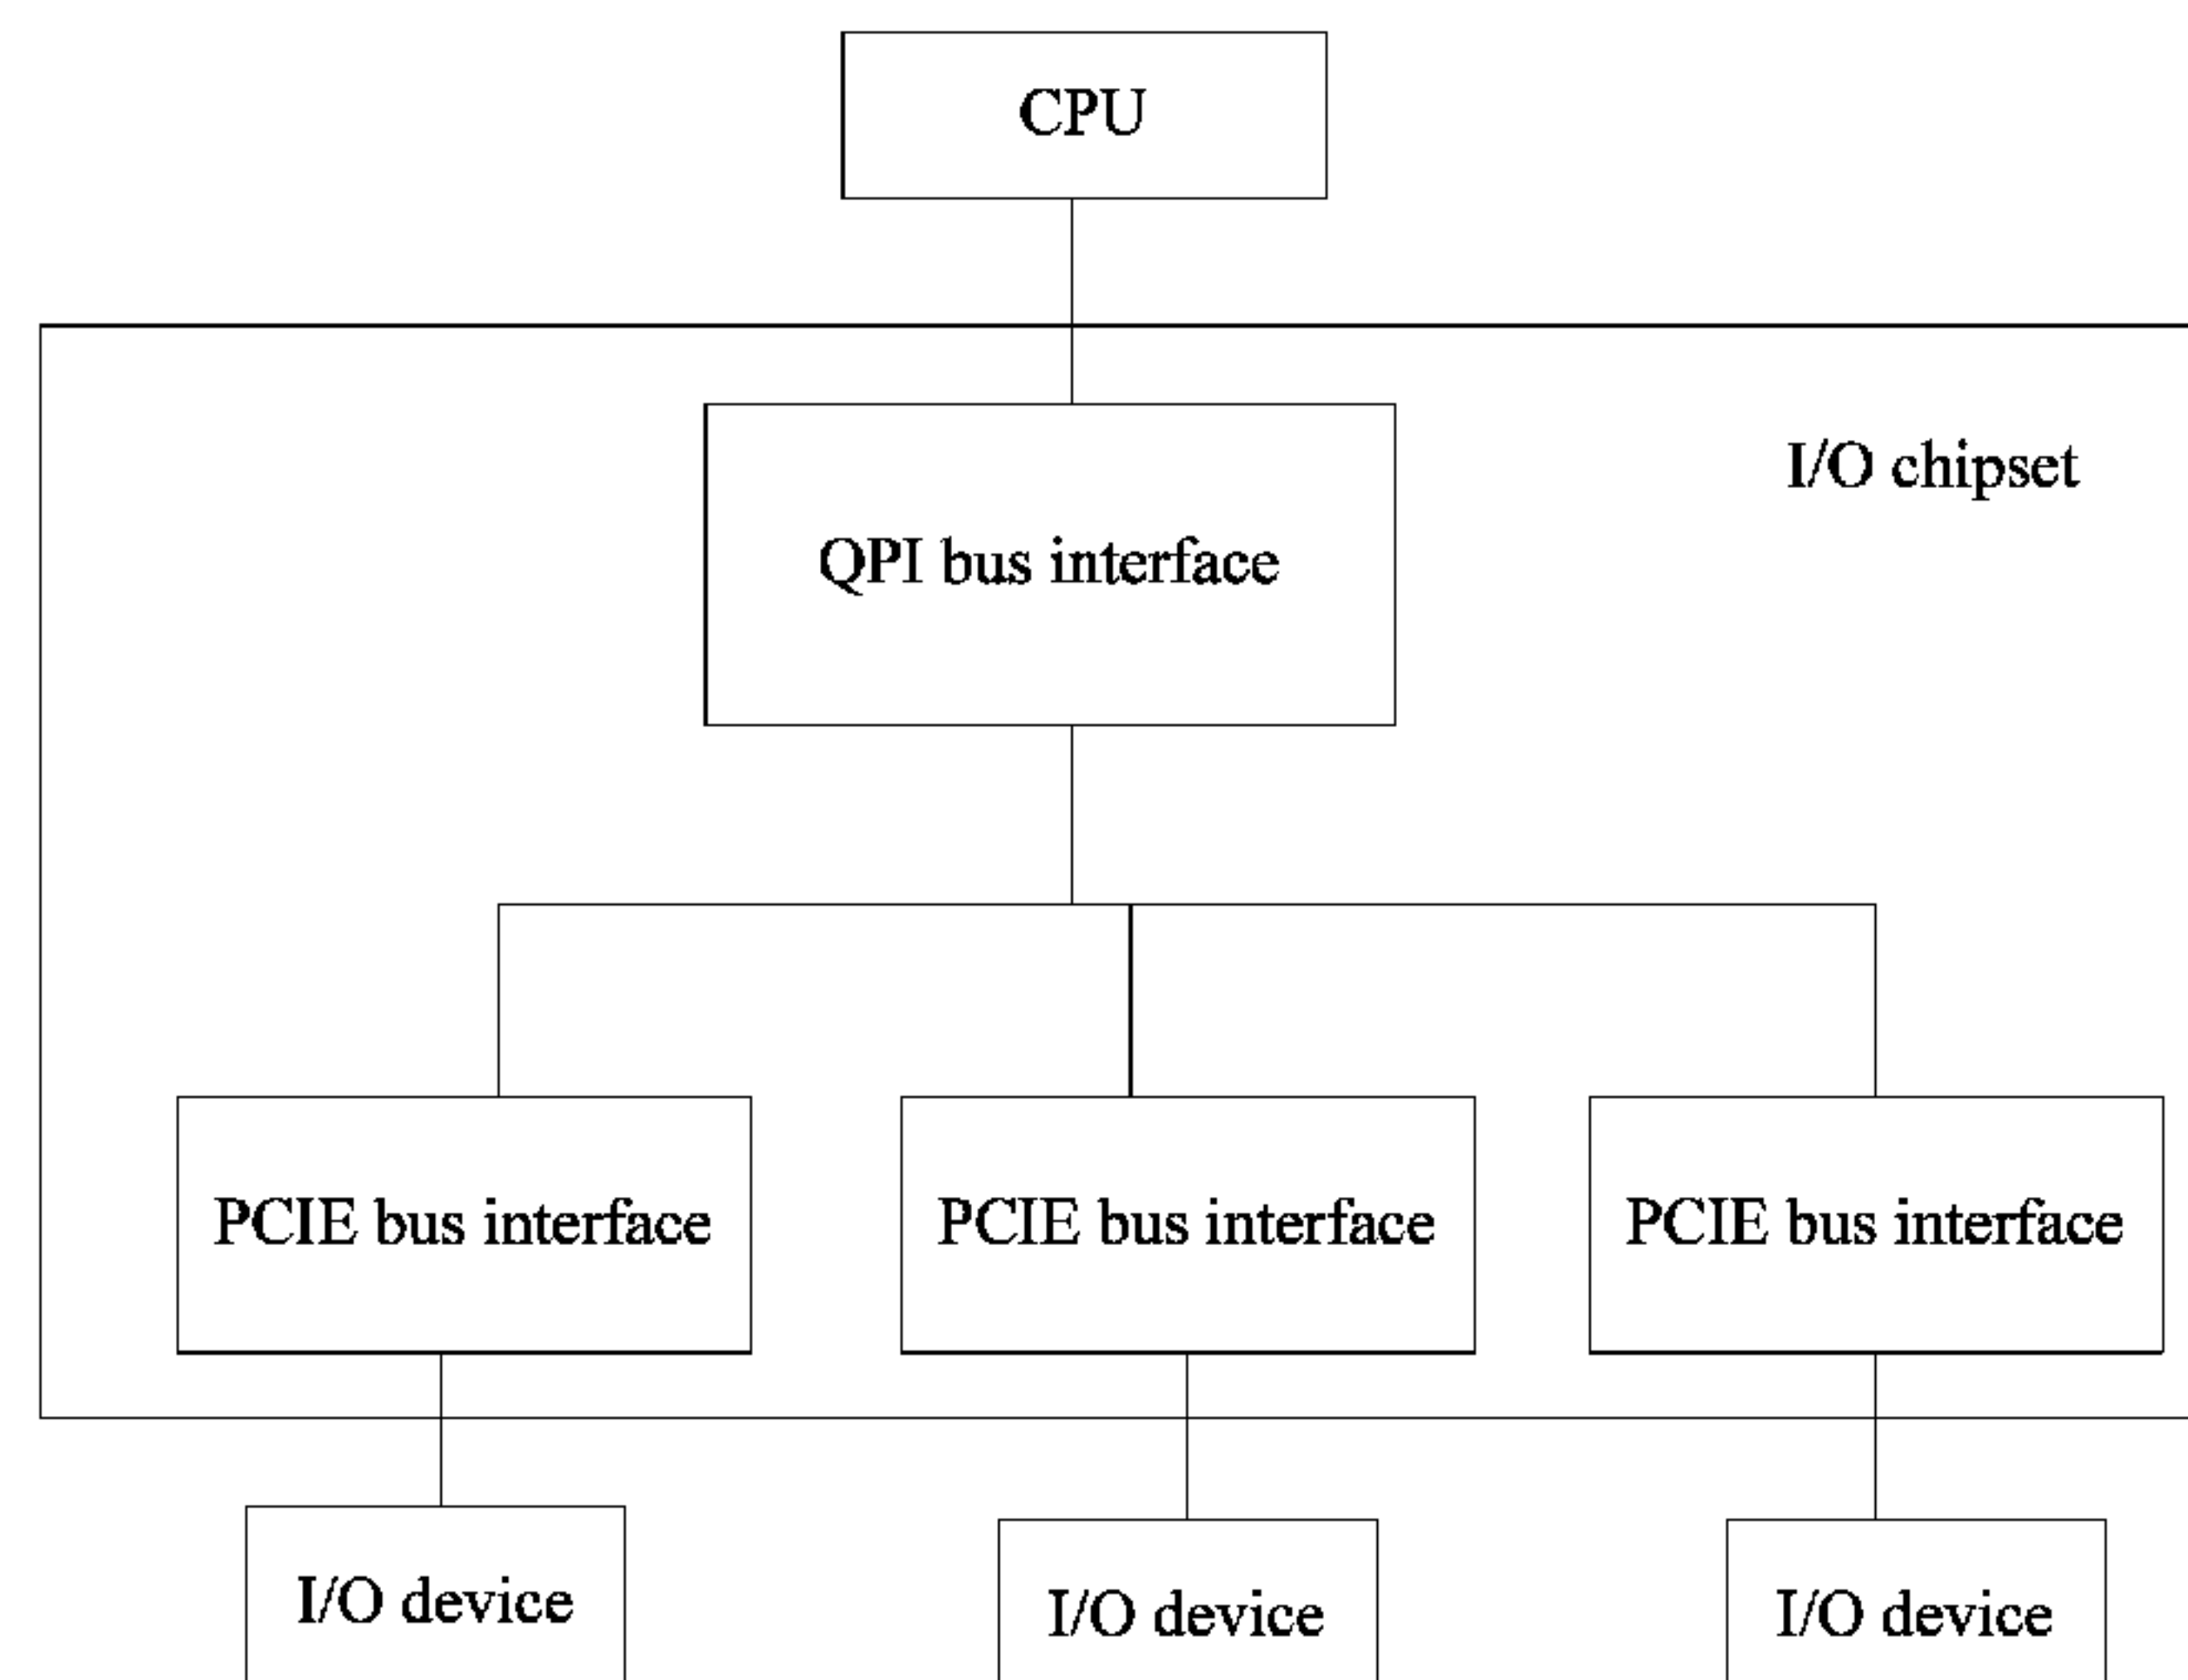 CPU
I/O chipset
QPI bus interface
PCIE bus interface
PCIE bus interface
PCIE bus interface
I/O device
I/O device
I/O device